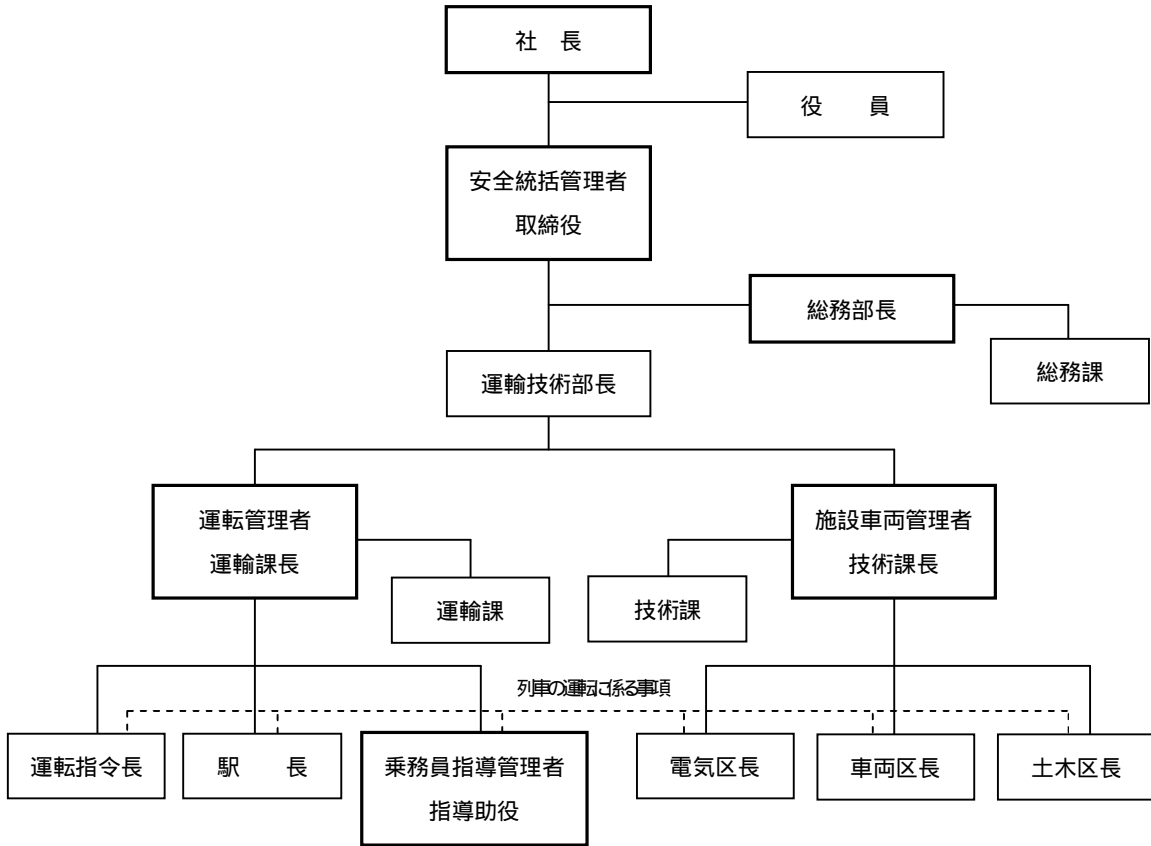 社　長
役　　員
安全統括管理者
取締役
総務部長
総務課
運輸技術部長
運転管理者
運輸課長
施設車両管理者
技術課長
運輸課
技術課
列車の運転に係る事項
運転指令長
駅　　長
乗務員指導管理者
指導助役
電気区長
車両区長
土木区長